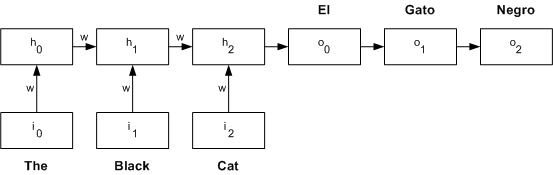 El Gato Negro
h0 w h1 w h2 o0 o1 o2
w w w
i0 i1 i2
The Black Cat